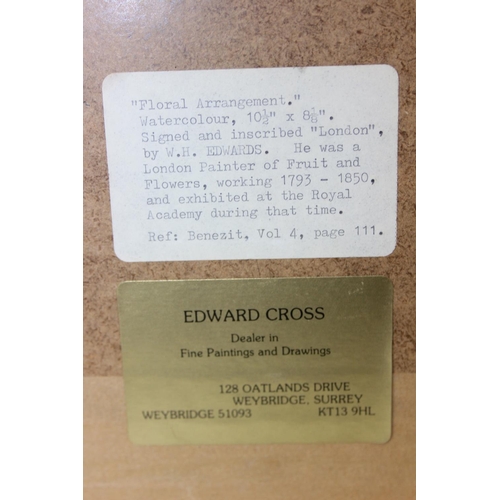 "Floral Arrangement."
Watercolour, 10½" x 8⅛".
Signed and inscribed "London",
by W.H. EDWARDS. He was a
London Painter of Fruit and
Flowers, working 1793 - 1850,
and exhibited at the Royal
Academy during that time.
Ref: Benezit, Vol 4, page 111.
EDWARD CROSS
Dealer in
Fine Paintings and Drawings
128 OATLANDS DRIVE
WEYBRIDGE, SURREY
WEYBRIDGE 51093 KT13 9HL